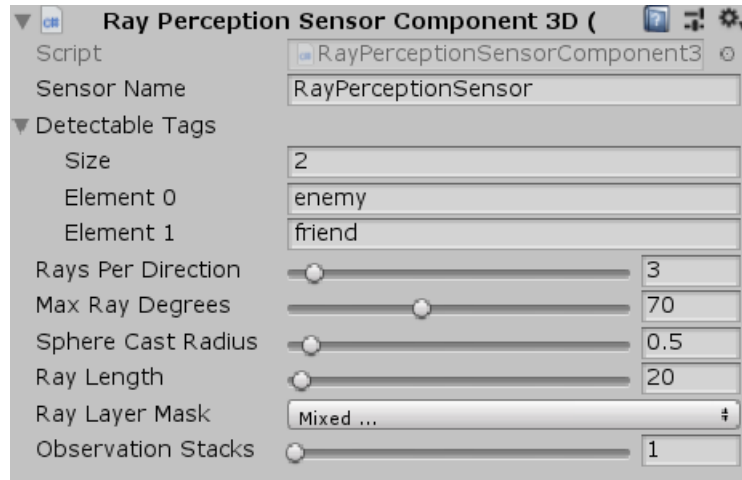 Ray Perception Sensor Component 3D (
Script RayPerceptionSensorComponent3
Sensor Name RayPerceptionSensor
Detectable Tags
Size 2
Element 0 enemy
Element 1 friend
Rays Per Direction 3
Max Ray Degrees 70
Sphere Cast Radius 0.5
Ray Length 20
Ray Layer Mask Mixed ...
Observation Stacks 1